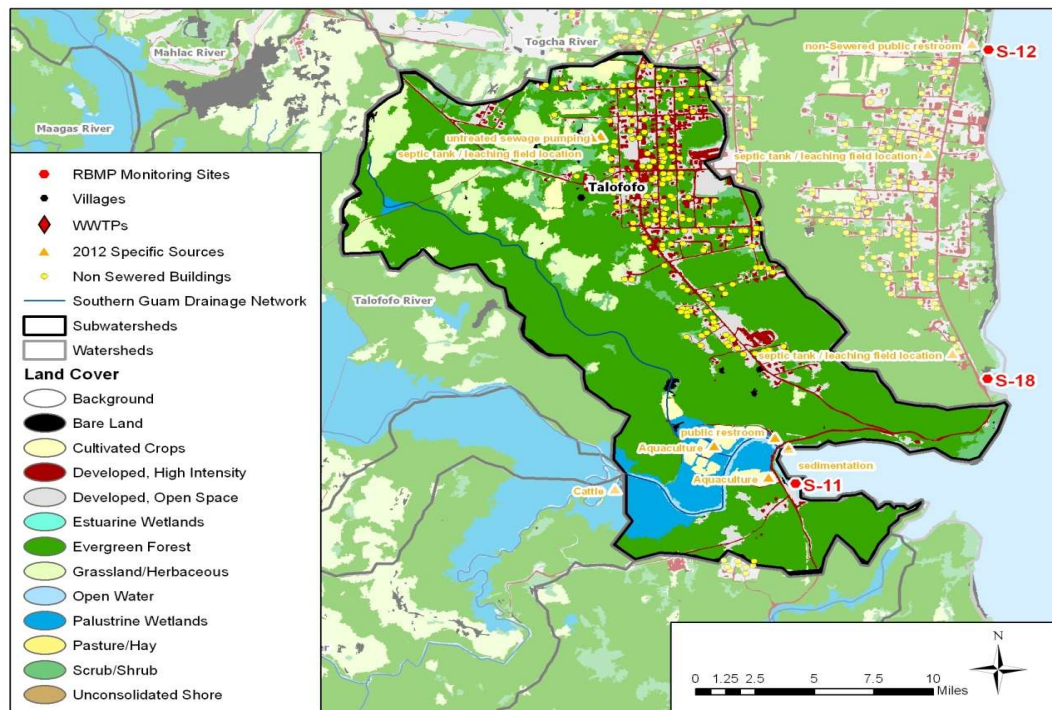 Mahlac River
Togcha River
non-Sewered public restroom
S-12
Maagas River
untreated sewage pumping
septic tank / leaching field location
septic tank / leaching field location
Talofofo
RBMP Monitoring Sites
Villages
WWTPs
2012 Specific Sources
Non Sewered Buildings
Southern Guam Drainage Network
Subwatersheds
Watersheds
Land Cover
Background
Bare Land
Cultivated Crops
Developed, High Intensity
Developed, Open Space
Estuarine Wetlands
Evergreen Forest
Grassland/Herbaceous
Open Water
Palustrine Wetlands
Pasture/Hay
Scrub/Shrub
Unconsolidated Shore
Talofofo River
septic tank / leaching field location
S-18
public restroom
Aquaculture
sedimentation
Aquaculture
S-11
Cattle
N
0 1.25 2.5 5 7.5 10
Miles